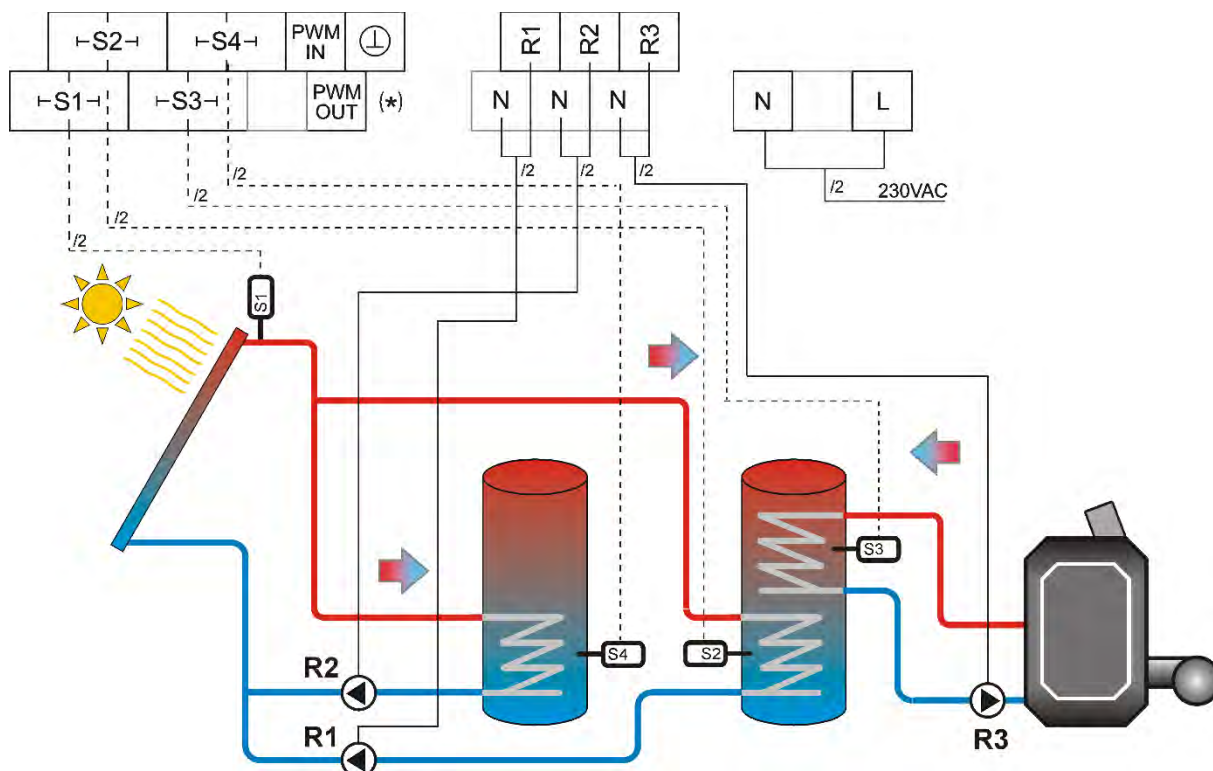 S2 S4 PWM IN
S1 S3 PWM OUT (*)
R1 R2 R3
N N N
N L
/2
/2
/2
/2
/2 /2 /2
/2 230VAC
S1
S3
S4
S2
R2
R1
R3